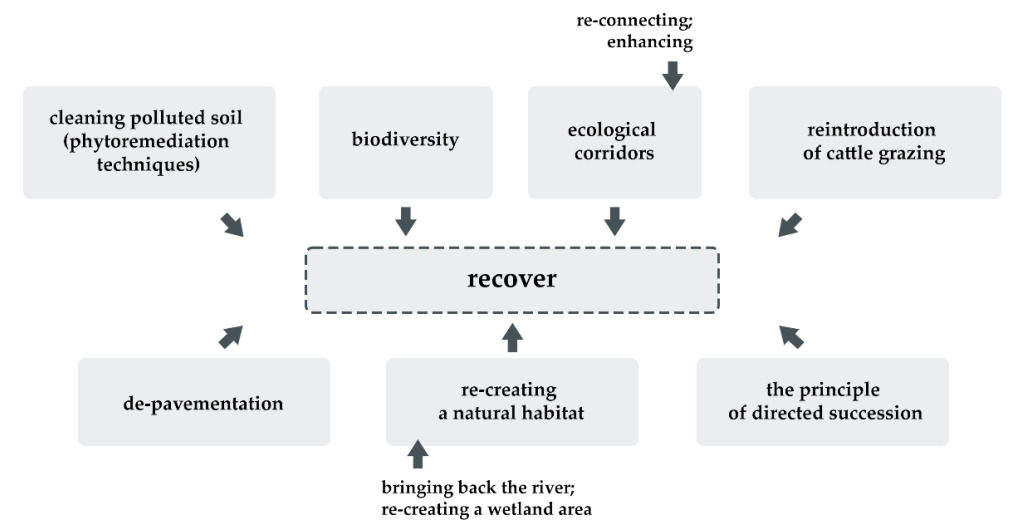 re-connecting;
enhancing
cleaning polluted soil
(phytoremediation
techniques)
biodiversity
ecological
corridors
reintroduction
of cattle grazing
recover
de-pavementation
re-creating
a natural habitat
the principle
of directed succession
bringing back the river;
re-creating a wetland area